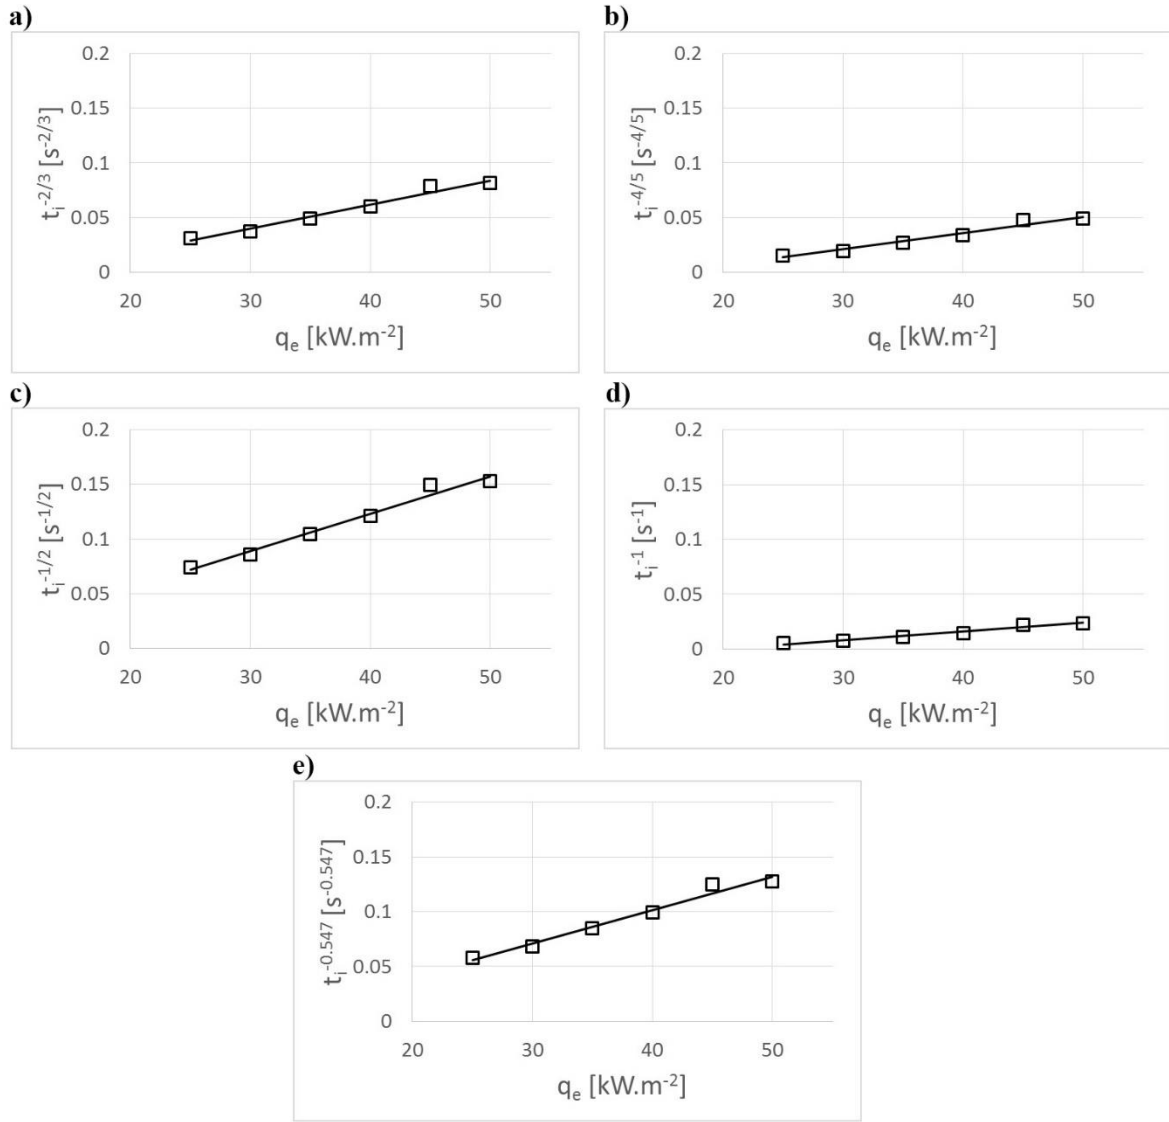 a)
0.2
0.15
0.1
0.05
0
20 30 40 50
t_i^-2/3 [s^-2/3]
q_e [kW.m^-2]
b)
0.2
0.15
0.1
0.05
0
20 30 40 50
t_i^-4/5 [s^-4/5]
q_e [kW.m^-2]
c)
0.2
0.15
0.1
0.05
0
20 30 40 50
t_i^-1/2 [s^-1/2]
q_e [kW.m^-2]
d)
0.2
0.15
0.1
0.05
0
20 30 40 50
t_i^-1 [s^-1]
q_e [kW.m^-2]
e)
0.2
0.15
0.1
0.05
0
20 30 40 50
t_i^-0.547 [s^-0.547]
q_e [kW.m^-2]